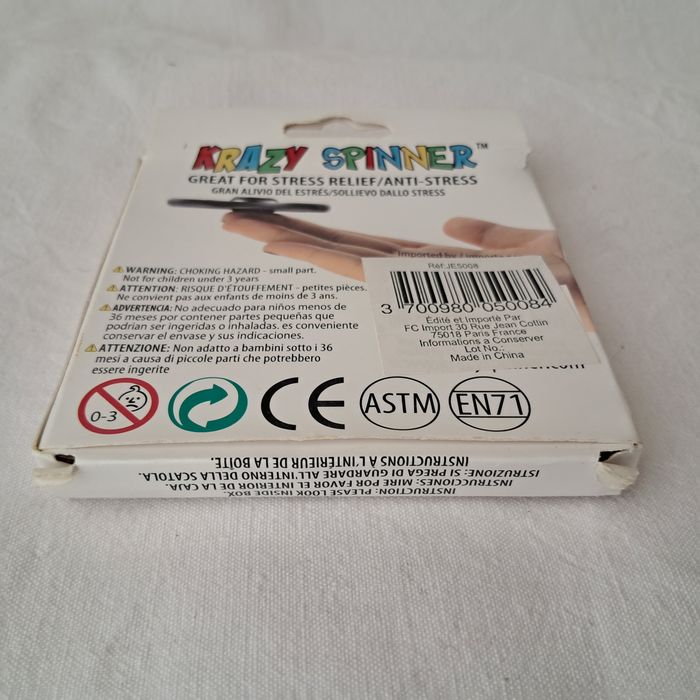 KRAZY SPINNER™
GREAT FOR STRESS RELIEF/ANTI-STRESS
GRAN ALIVIO DEL ESTRÉS/SOLLIEVO DALLO STRESS
Imported by
WARNING: CHOKING HAZARD - small part.
Not for children under 3 years
ATTENTION: RISQUE D'ÉTOUFFEMENT - petites pièces.
Ne convient pas aux enfants de moins de 3 ans.
ADVERTENCIA: No adecuado para niños menos de
36 meses por contener partes pequeñas que
podrían ser ingeridas o inhaladas. es conveniente
conservar el envase y sus indicaciones.
ATTENZIONE: Non adatto a bambini sotto i 36
mesi a causa di piccole parti che potrebbero
essere ingerite
Réf:JE5008
3 700980 050084
Édité et Importé Par
FC Import 30 Rue Jean Cottin
75018 Paris France
Informations a Conserver
Lot No.:
Made in China
0-3
CE
ASTM
EN71
INSTRUCTIONS A L'INTÉRIEUR DE LA BOÎTE.
ISTRUZIONE: SI PREGA DI GUARDARE ALL'INTERNO DELLA SCATOLA.
INSTRUCCIONES: MIRE POR FAVOR EL INTERIOR DE LA CAJA.
INSTRUCTION: PLEASE LOOK INSIDE BOX.